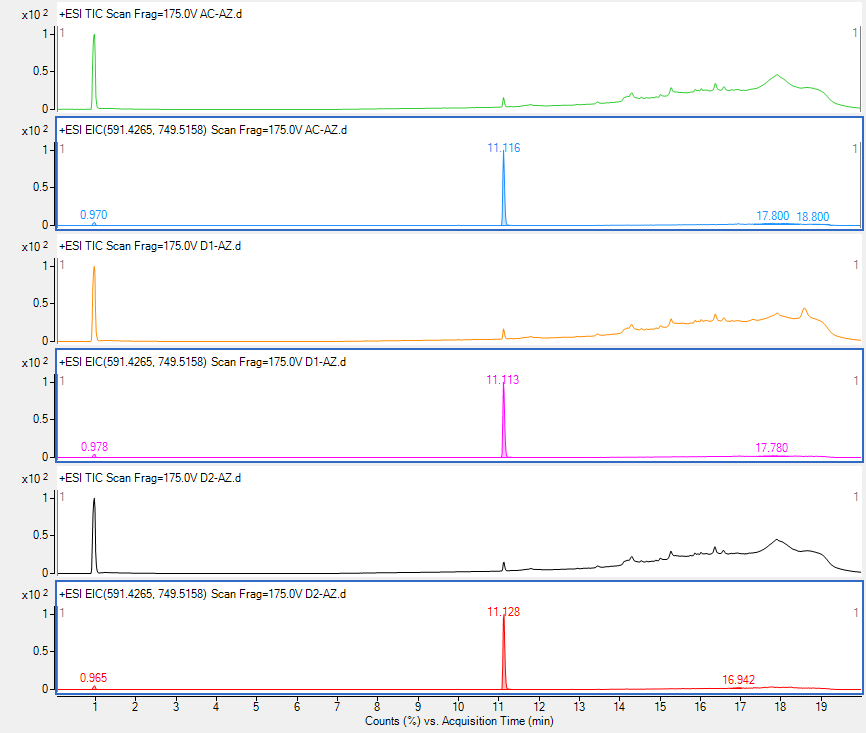 x10 2 +ESI TIC Scan Frag=175.0V AC-AZ.d
1 1 1
0.5
0
x10 2 +ESI EIC(591.4265, 749.5158) Scan Frag=175.0V AC-AZ.d
1 1 11.116 1
0.5
0.970 17.800 18.800
0
x10 2 +ESI TIC Scan Frag=175.0V D1-AZ.d
1 1 1
0.5
0
x10 2 +ESI EIC(591.4265, 749.5158) Scan Frag=175.0V D1-AZ.d
1 1 11.113 1
0.5
0.978 17.780
0
x10 2 +ESI TIC Scan Frag=175.0V D2-AZ.d
1 1 1
0.5
0
x10 2 +ESI EIC(591.4265, 749.5158) Scan Frag=175.0V D2-AZ.d
1 1 11.128 1
0.5
0.965 16.942
0
1 2 3 4 5 6 7 8 9 10 11 12 13 14 15 16 17 18 19
Counts (%) vs. Acquisition Time (min)